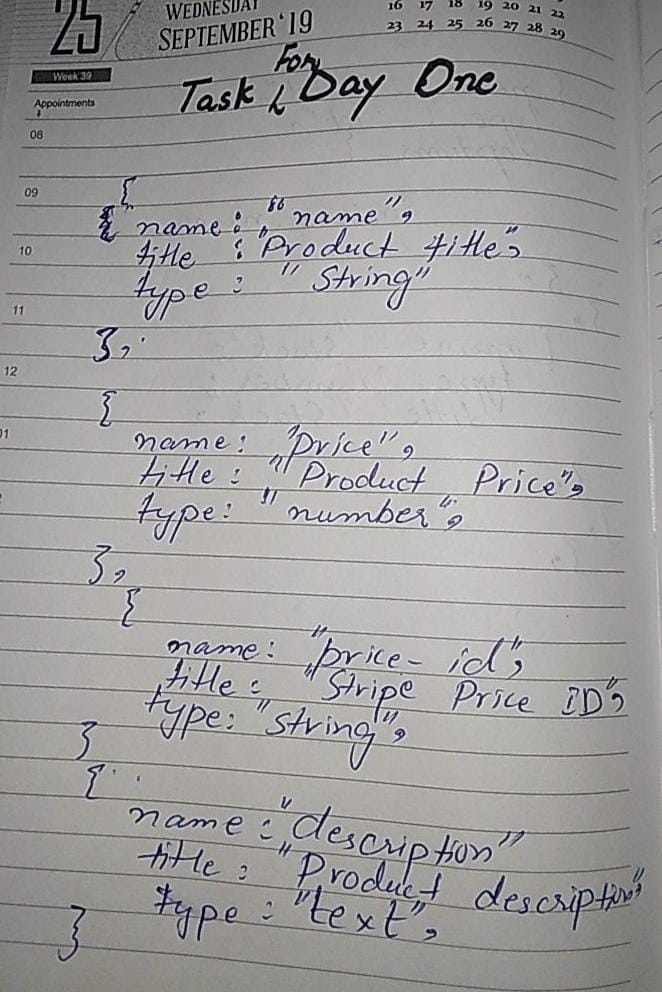 25
WEDNESDAY
SEPTEMBER'19
16 17 18 19 20 21 22
23 24 25 26 27 28 29
Week 39
Appointments
Task For Day One
08
09
{
name: "name",
10
title : "Product title",
type : "String"
11
},
12
{
01
name: "Price",
title : "Product Price",
type: "number",
},
{
name: "price- id",
title : "Stripe Price ID",
type: "string",
}
{
name : "description"
title : "Product description"
type : "text",
}